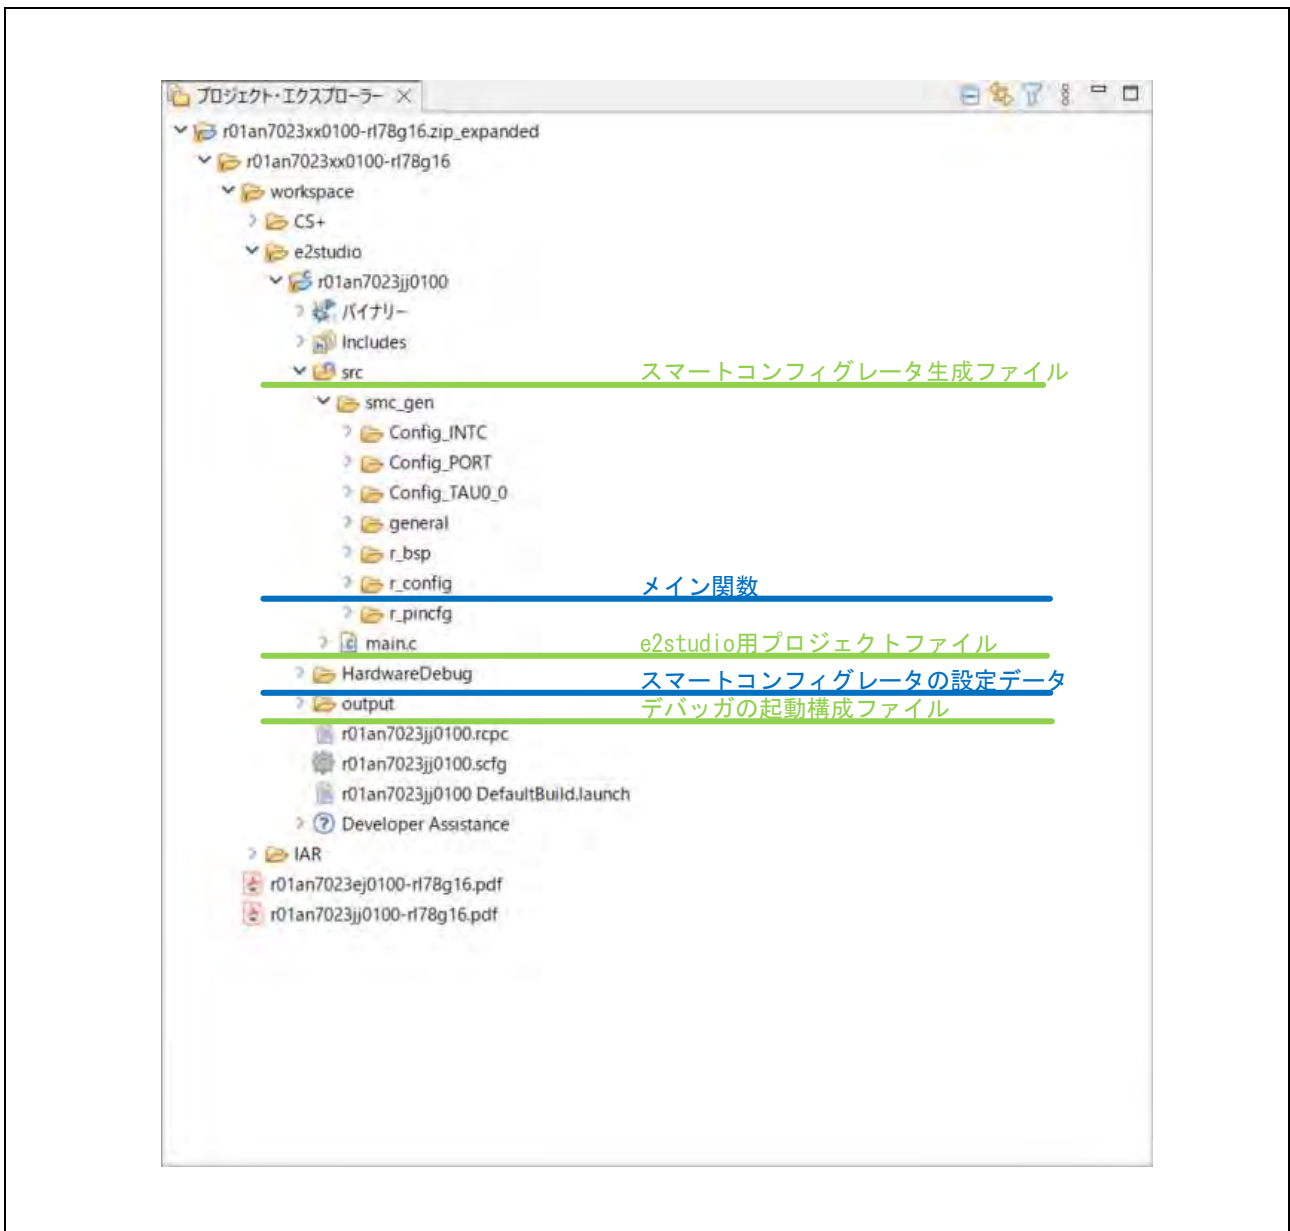 プロジェクト・エクスプローラー
r01an7023xx0100-rl78g16.zip_expanded
r01an7023xx0100-rl78g16
workspace
CS+
e2studio
r01an7023jj0100
バイナリー
Includes
src スマートコンフィグレータ生成ファイル
smc_gen
Config_INTC
Config_PORT
Config_TAU0_0
general
r_bsp
r_config メイン関数
r_pincfg
main.c e2studio用プロジェクトファイル
HardwareDebug スマートコンフィグレータの設定データ
output デバッガの起動構成ファイル
r01an7023jj0100.rcpc
r01an7023jj0100.scfg
r01an7023jj0100 DefaultBuild.launch
Developer Assistance
IAR
r01an7023ej0100-rl78g16.pdf
r01an7023jj0100-rl78g16.pdf